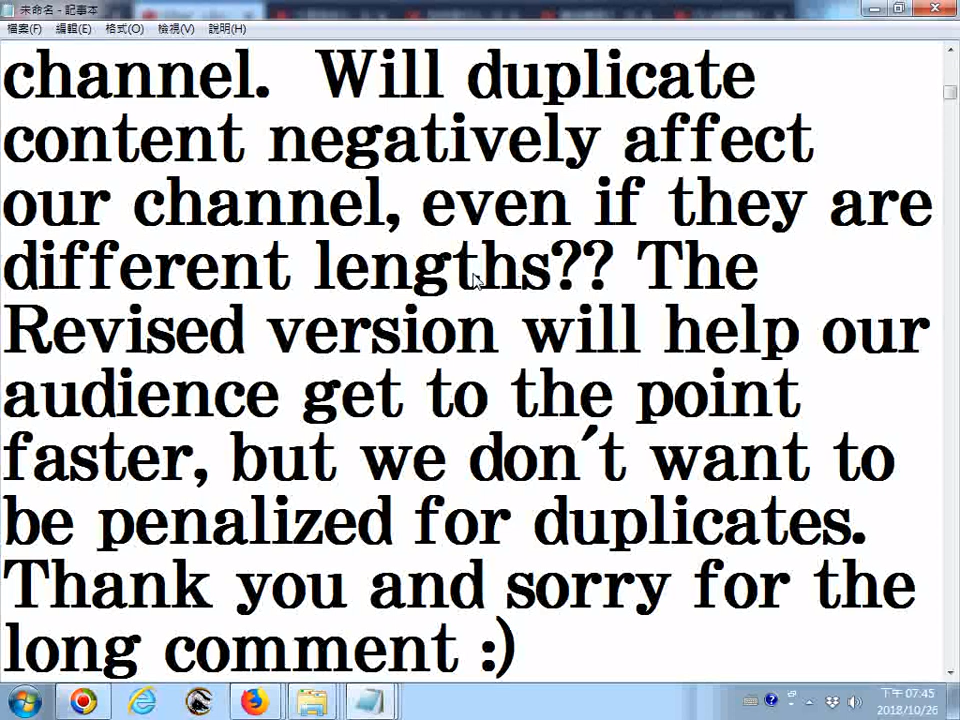 未命名 - 記事本
檔案(F) 編輯(E) 格式(O) 檢視(V) 說明(H)
channel.  Will duplicate
content negatively affect
our channel, even if they are
different lengths?? The
Revised version will help our
audience get to the point
faster, but we don´t want to
be penalized for duplicates.
Thank you and sorry for the
long comment :)
下午 07:45
2018/10/26